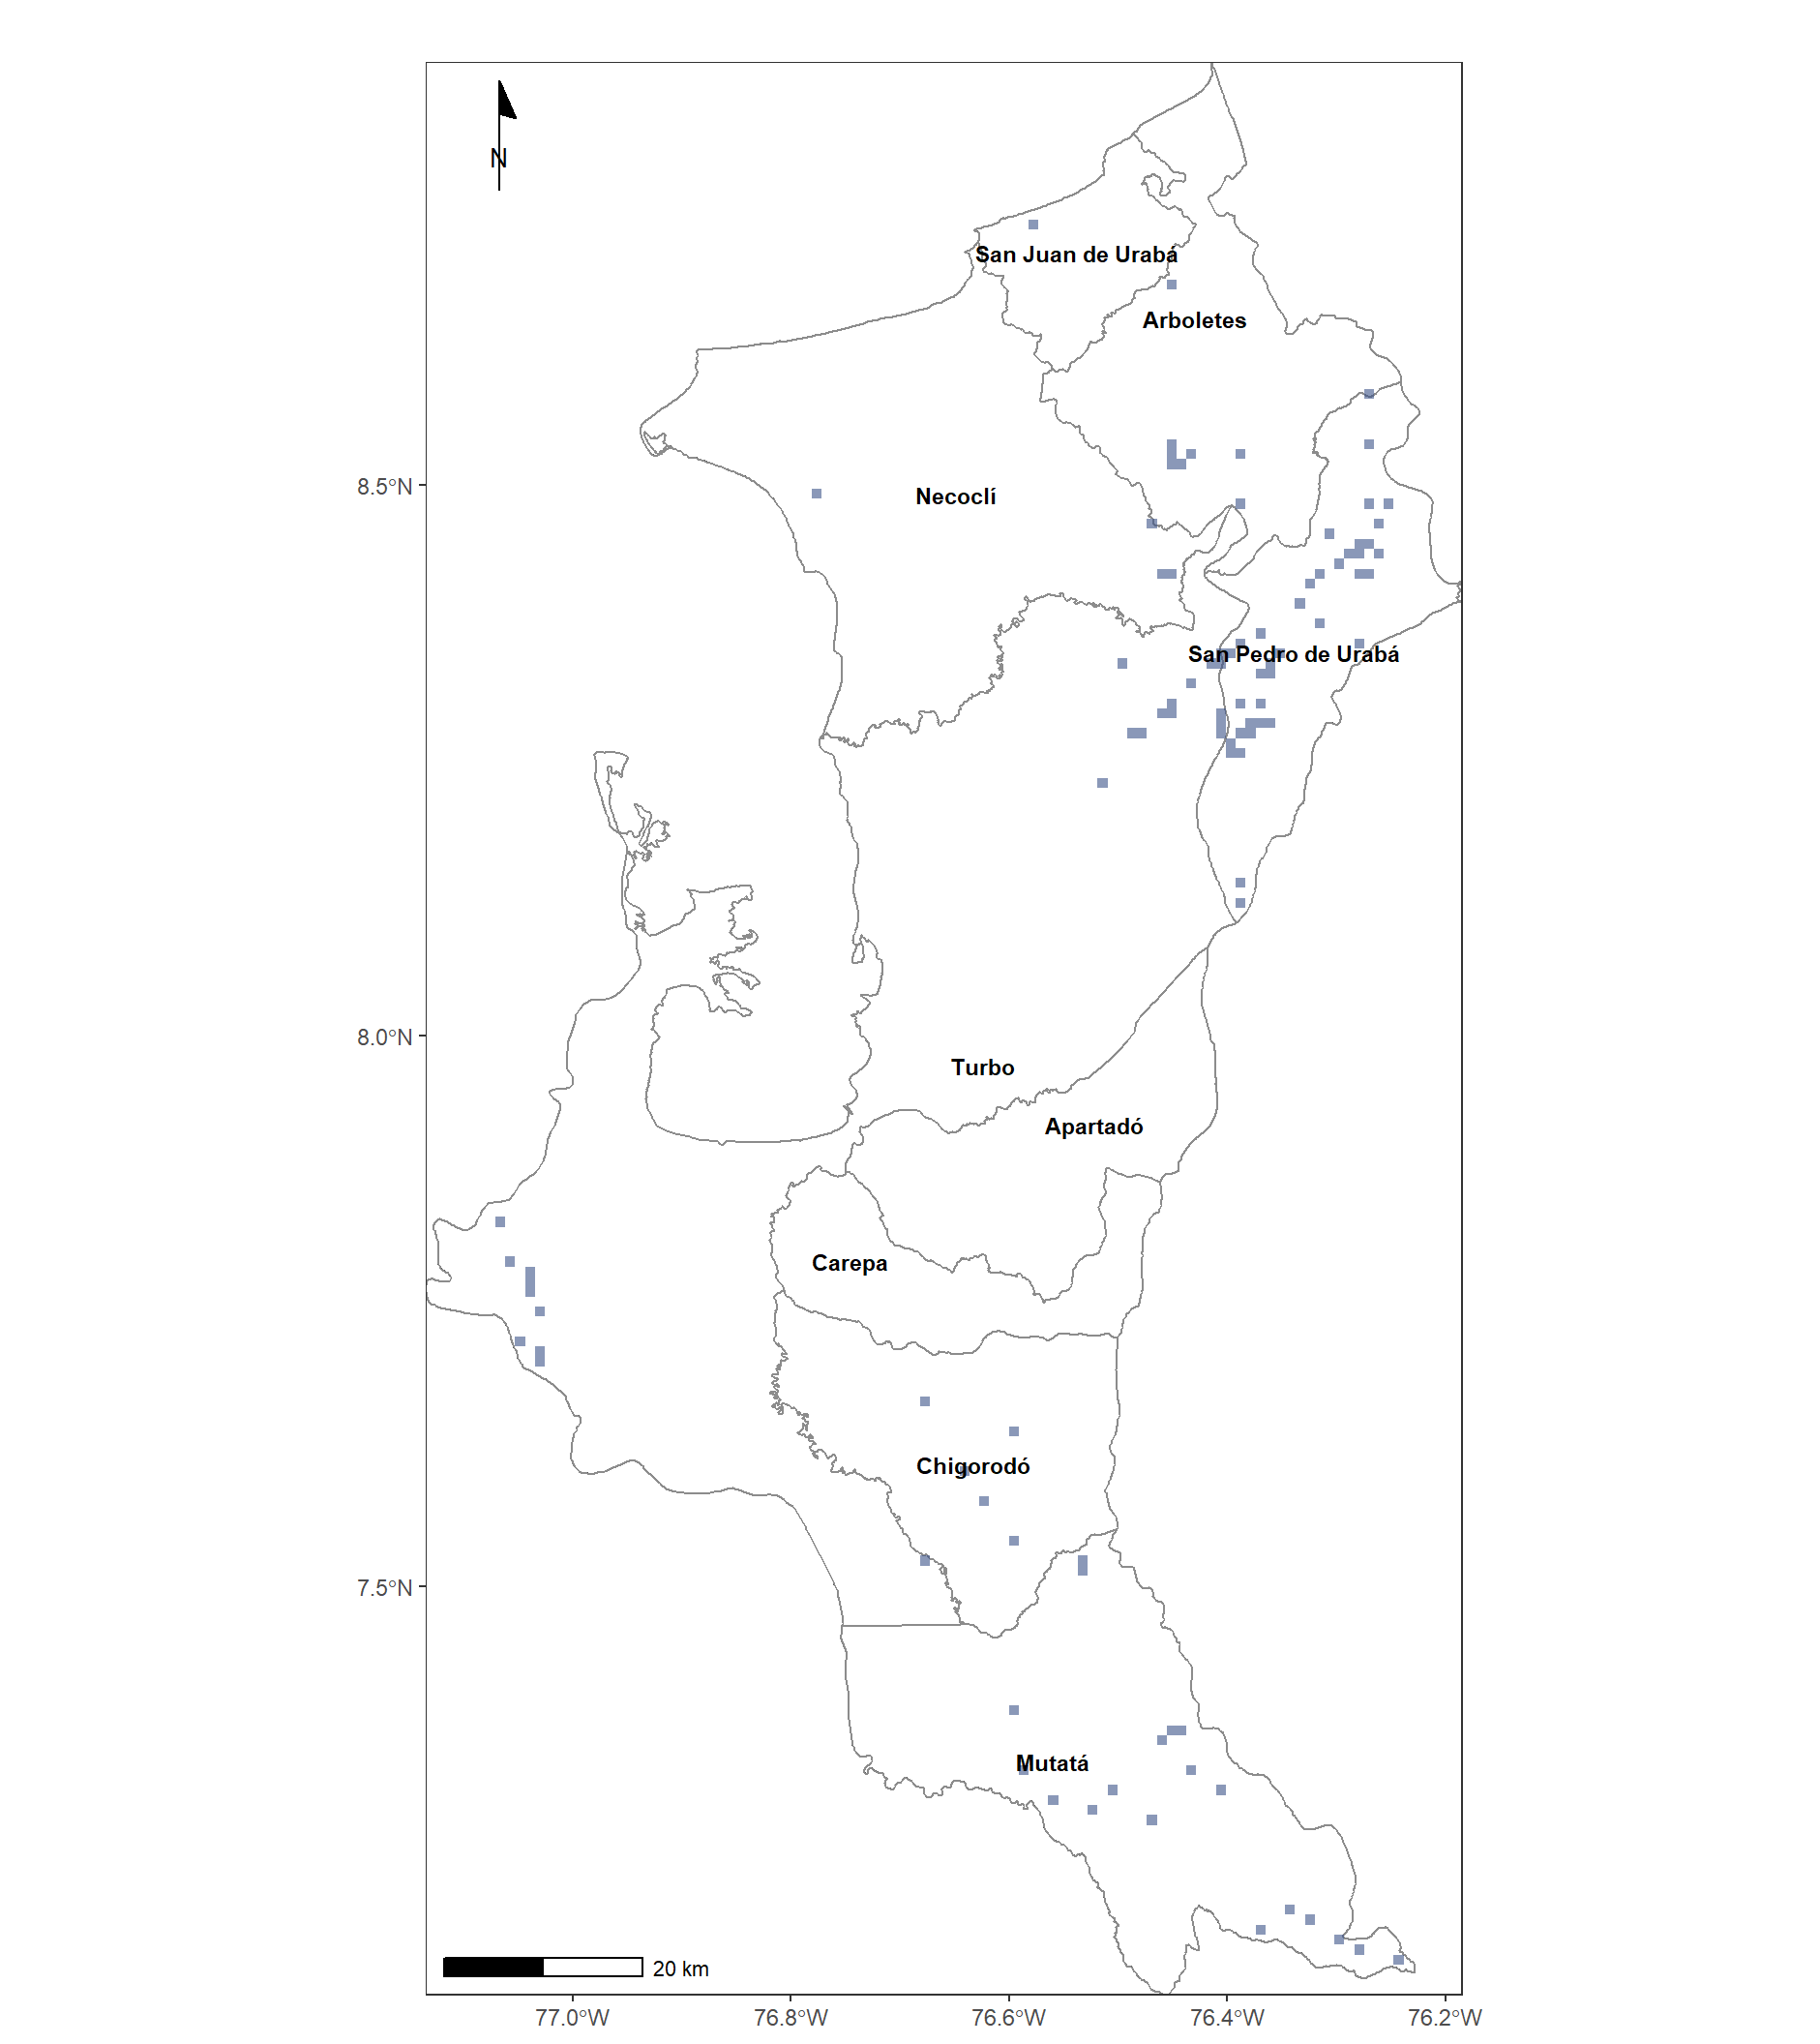 N
San Juan de Urabá
Arboletes
8.5°N
Necoclí
San Pedro de Urabá
8.0°N
Turbo
Apartadó
Carepa
Chigorodó
7.5°N
Mutatá
20 km
77.0°W 76.8°W 76.6°W 76.4°W 76.2°W